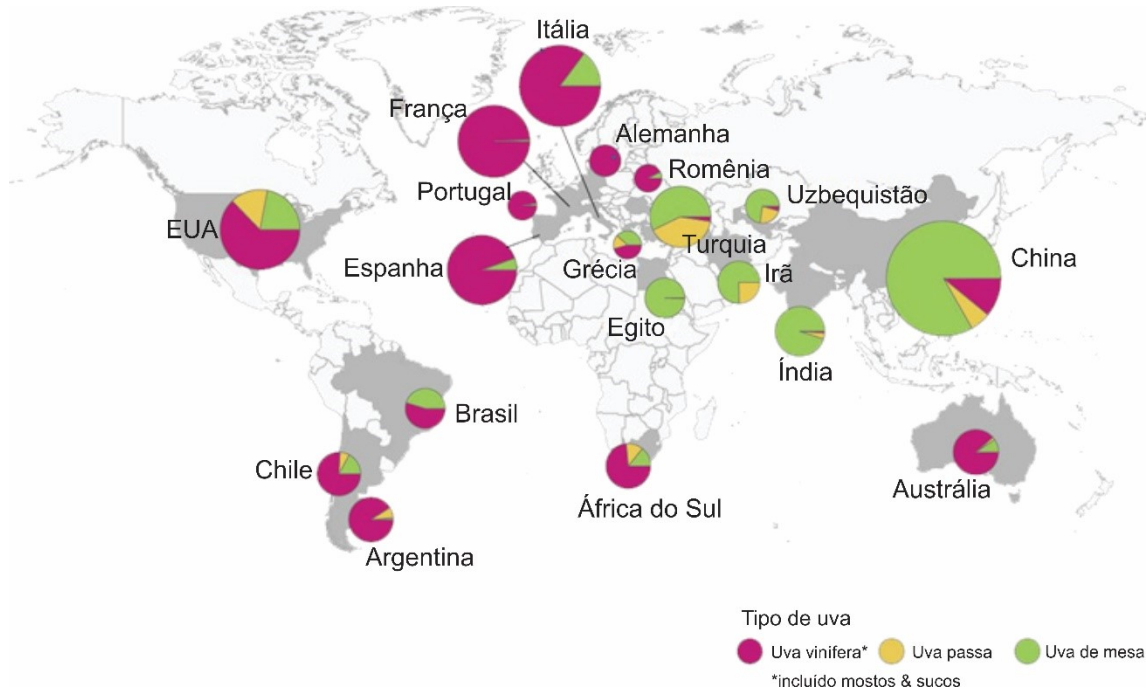 Itália
França
Alemanha
Romênia
Portugal
Uzbequistão
EUA
Turquia
China
Espanha
Grécia
Irã
Egito
Índia
Brasil
Chile
Austrália
África do Sul
Argentina
Tipo de uva
Uva vinifera*
Uva passa
Uva de mesa
*incluído mostos & sucos